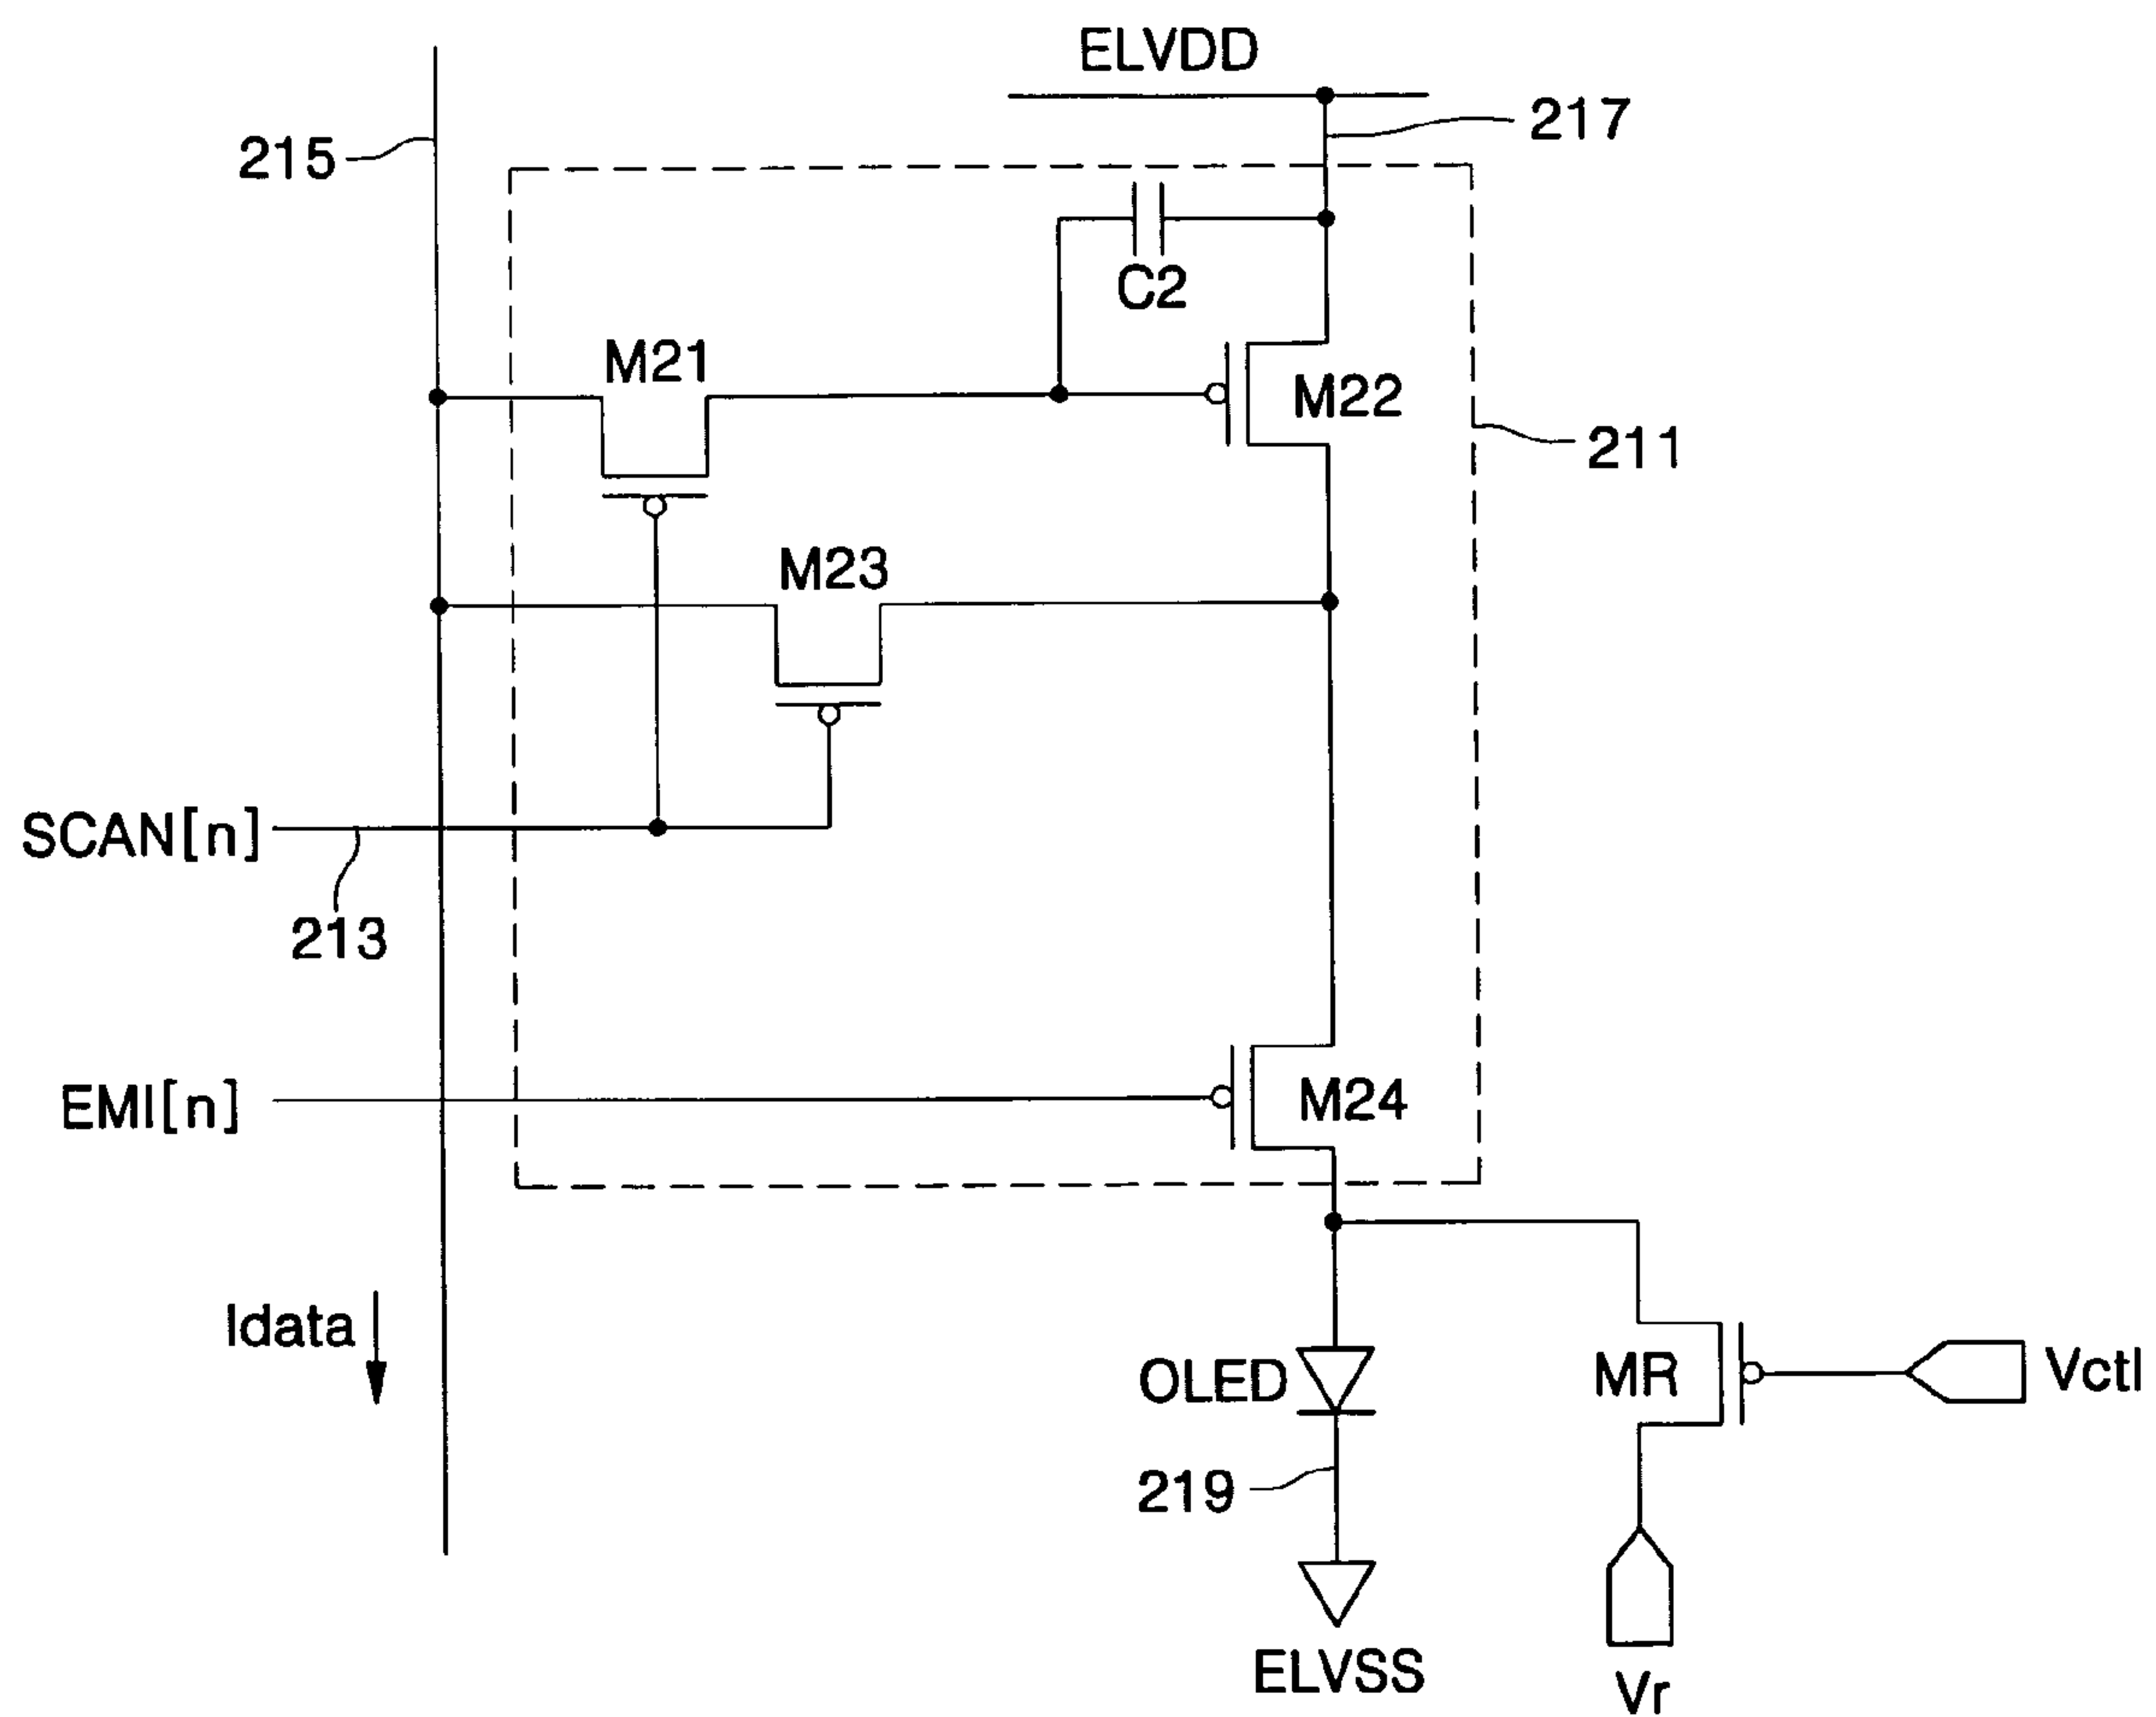 ELVDD
217
215
C2
M21
M22
211
M23
SCAN[n]
213
EMI[n]
M24
Idata
OLED
MR
Vctl
219
ELVSS
Vr